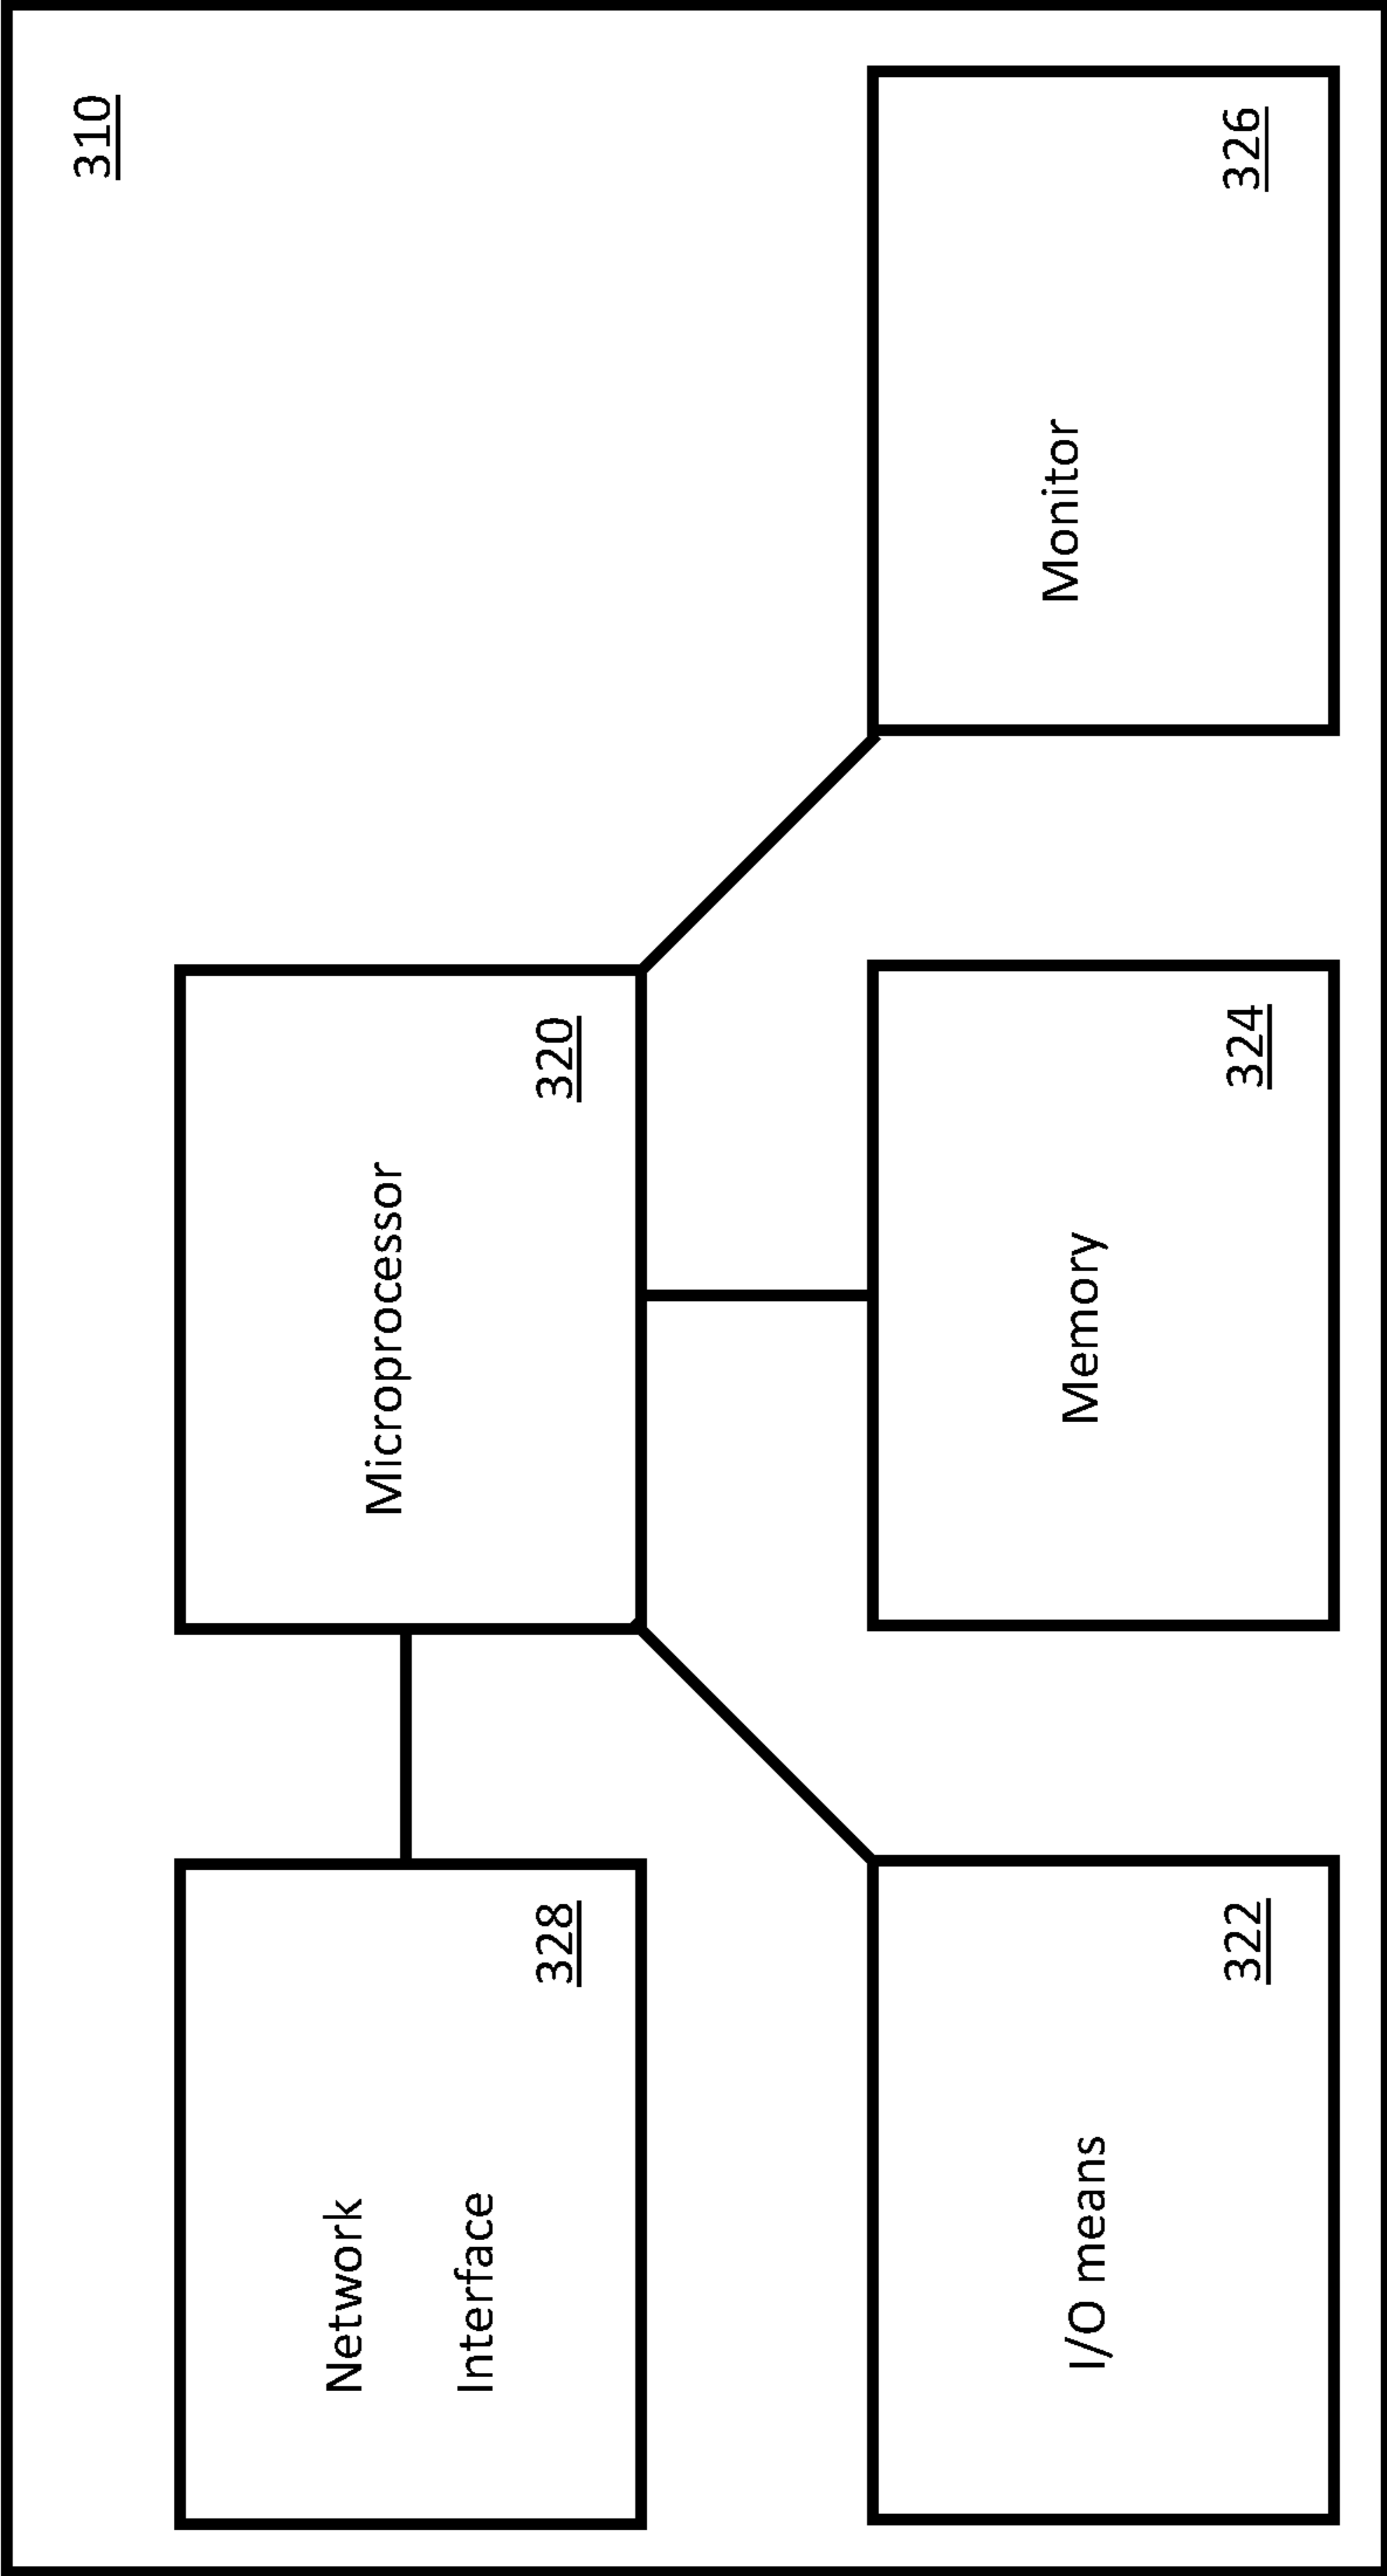 310
Network
Interface
328
Microprocessor
320
I/O means
322
Memory
324
Monitor
326